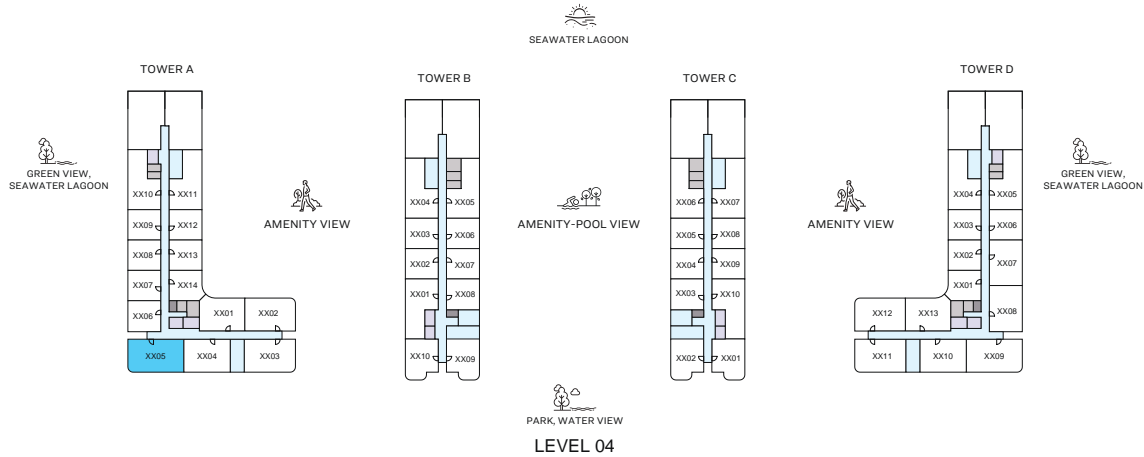 SEAWATER LAGOON
TOWER A
TOWER B
TOWER C
TOWER D
GREEN VIEW,
SEAWATER LAGOON
GREEN VIEW,
SEAWATER LAGOON
AMENITY VIEW
AMENITY-POOL VIEW
AMENITY VIEW
XX10 XX11
XX09 XX12
XX08 XX13
XX07 XX14
XX06 XX01 XX02
XX05 XX04 XX03
XX04 XX05
XX03 XX06
XX02 XX07
XX01 XX08
XX10 XX09
XX06 XX07
XX05 XX08
XX04 XX09
XX03 XX10
XX02 XX01
XX04 XX05
XX03 XX06
XX02 XX07
XX01
XX12 XX13 XX08
XX11 XX10 XX09
PARK, WATER VIEW
LEVEL 04